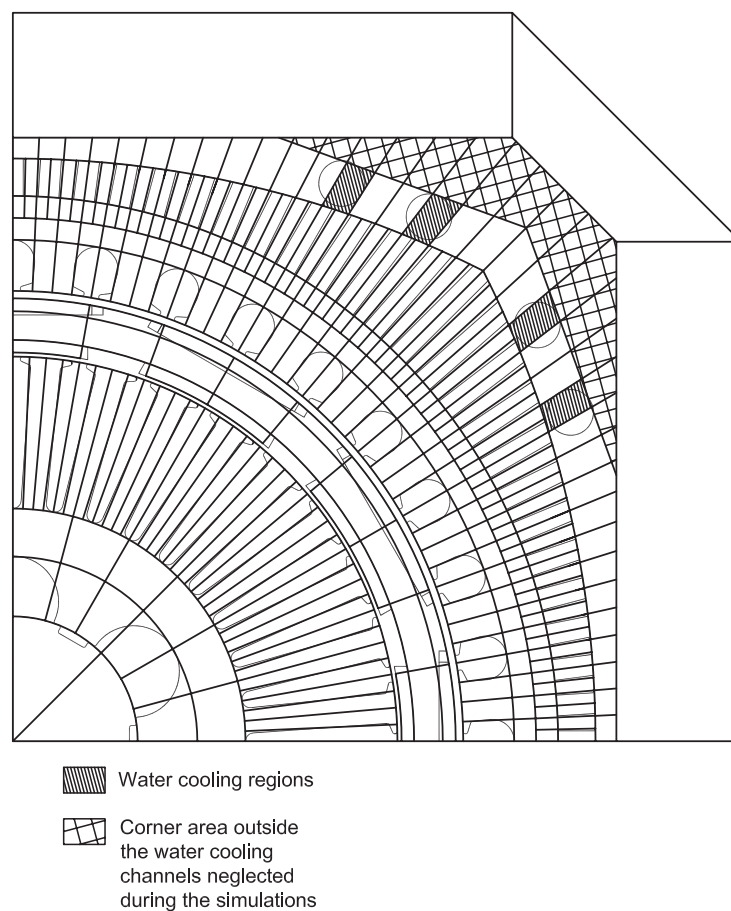 Water cooling regions
Corner area outside
the water cooling
channels neglected
during the simulations